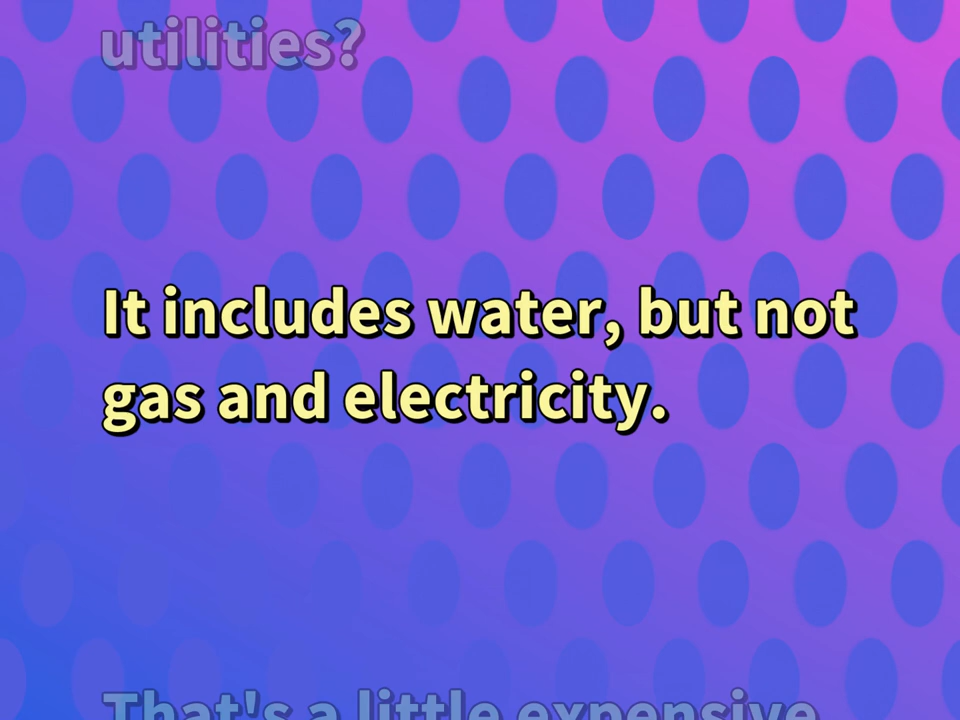 utilities?
It includes water, but not
gas and electricity.
That's a little expensive